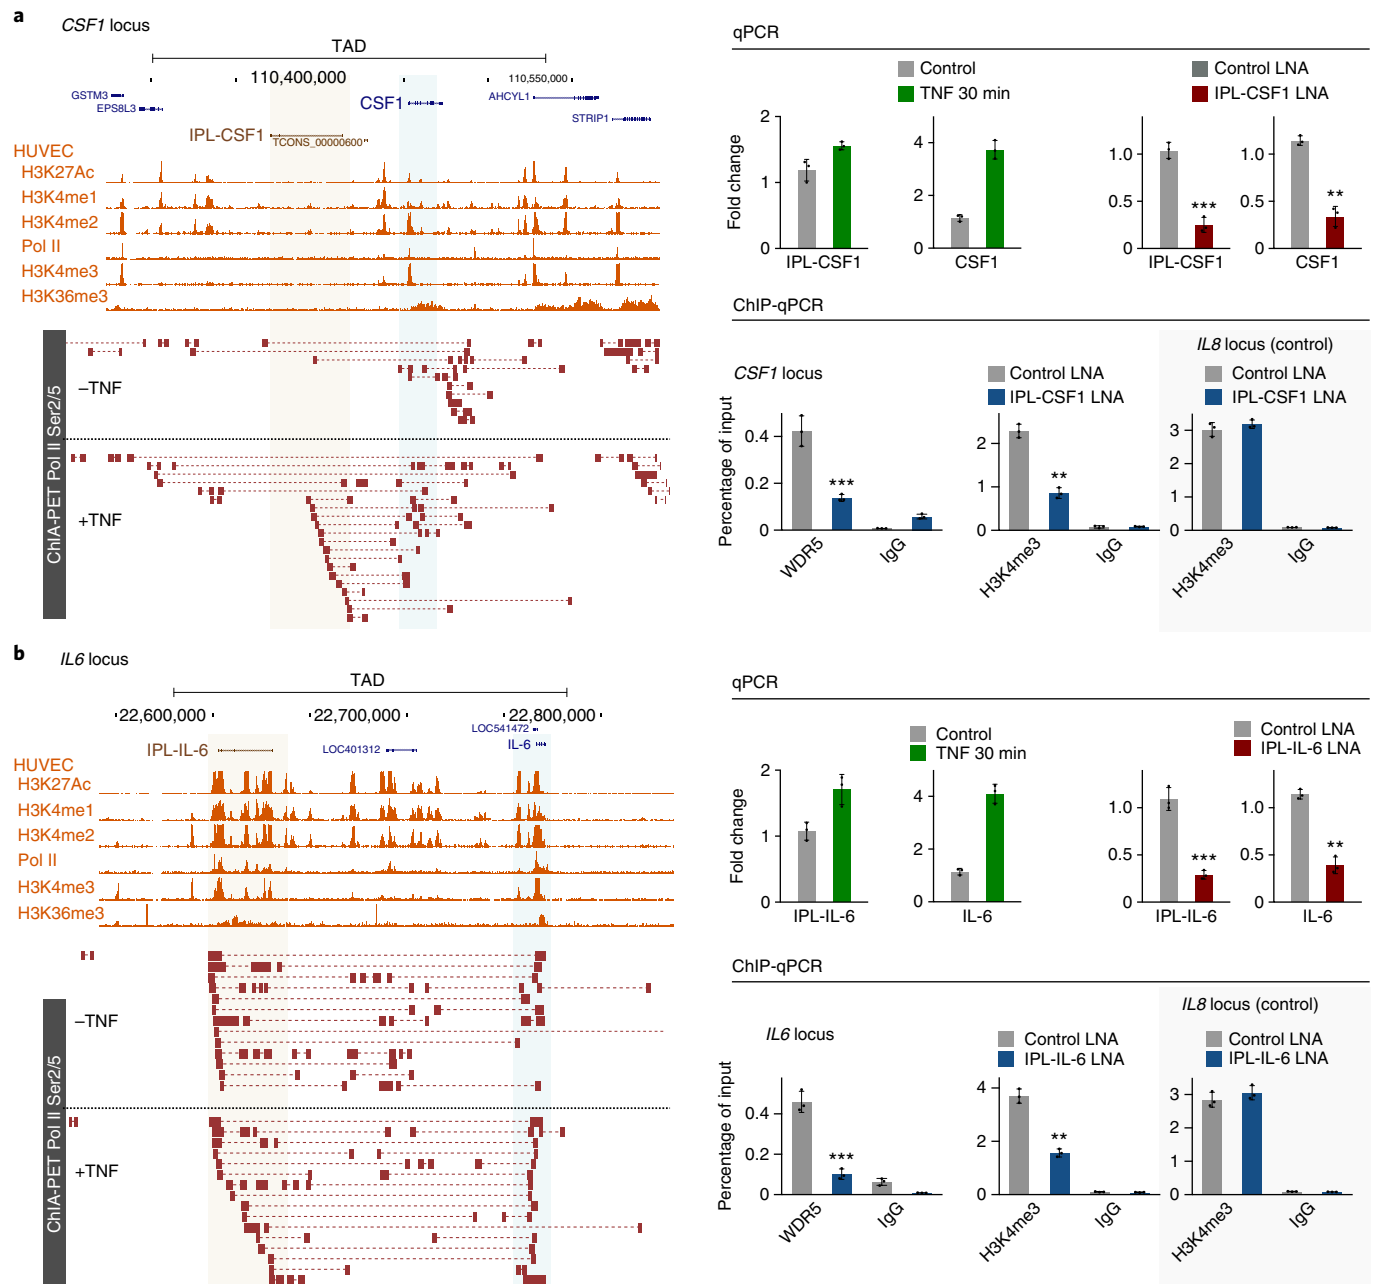 a
CSF1 locus
TAD
110,400,000
110,550,000
GSTM3
EPS8L3
CSF1
AHCYL1
STRIP1
IPL-CSF1
TCONS_00000600
HUVEC
H3K27Ac
H3K4me1
H3K4me2
Pol II
H3K4me3
H3K36me3
ChIA-PET Pol II Ser2/5
–TNF
+TNF
qPCR
Control
TNF 30 min
Control LNA
IPL-CSF1 LNA
Fold change
2
1
0
IPL-CSF1
4
2
0
CSF1
1.0
0.5
0
***
IPL-CSF1
1.0
0.5
0
**
CSF1
ChIP-qPCR
CSF1 locus
Control LNA
IPL-CSF1 LNA
IL8 locus (control)
Control LNA
IPL-CSF1 LNA
Percentage of input
0.4
0.2
0
***
WDR5
IgG
2
1
0
**
H3K4me3
IgG
3
2
1
0
H3K4me3
IgG
b
IL6 locus
TAD
22,600,000
22,700,000
22,800,000
LOC541472
IPL-IL-6
LOC401312
IL-6
HUVEC
H3K27Ac
H3K4me1
H3K4me2
Pol II
H3K4me3
H3K36me3
ChIA-PET Pol II Ser2/5
–TNF
+TNF
qPCR
Control
TNF 30 min
Control LNA
IPL-IL-6 LNA
Fold change
2
1
0
IPL-IL-6
4
2
0
IL-6
1.0
0.5
0
***
IPL-IL-6
1.0
0.5
0
**
IL-6
ChIP-qPCR
IL6 locus
Control LNA
IPL-IL-6 LNA
IL8 locus (control)
Control LNA
IPL-IL-6 LNA
Percentage of input
0.4
0.2
0
***
WDR5
IgG
4
2
0
**
H3K4me3
IgG
3
2
1
0
H3K4me3
IgG